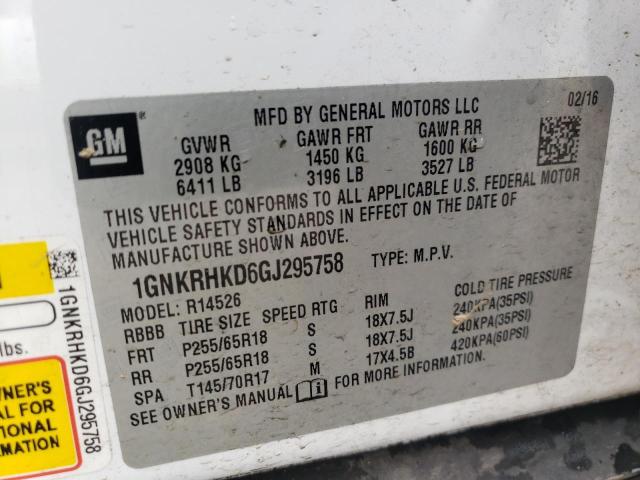 GM
MFD BY GENERAL MOTORS LLC
02/16
GVWR GAWR FRT GAWR RR
2908 KG 1450 KG 1600 KG
6411 LB 3196 LB 3527 LB
THIS VEHICLE CONFORMS TO ALL APPLICABLE U.S. FEDERAL MOTOR
VEHICLE SAFETY STANDARDS IN EFFECT ON THE DATE OF
MANUFACTURE SHOWN ABOVE.
1GNKRHKD6GJ295758 TYPE: M.P.V.
MODEL: R14526
RBBB TIRE SIZE SPEED RTG RIM COLD TIRE PRESSURE
FRT P255/65R18 S 18X7.5J 240KPA(35PSI)
RR P255/65R18 S 18X7.5J 240KPA(35PSI)
SPA T145/70R17 M 17X4.5B 420KPA(60PSI)
SEE OWNER'S MANUAL FOR MORE INFORMATION.
1GNKRHKD6GJ295758
lbs.
OWNER'S
AL FOR
TIONAL
RMATION